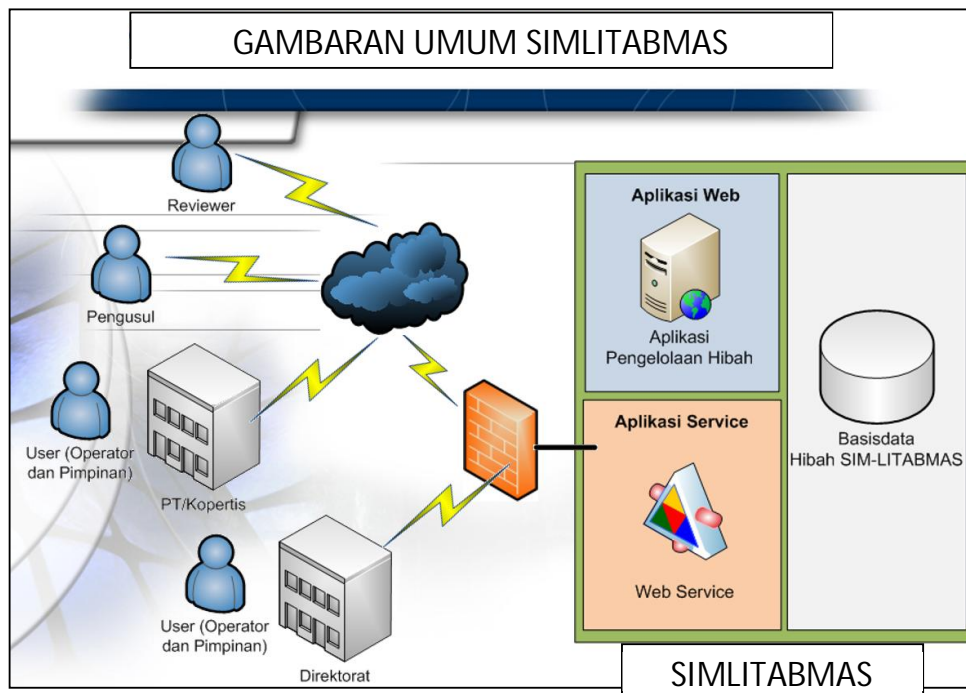 GAMBARAN UMUM SIMLITABMAS
Reviewer
Pengusul
User (Operator
dan Pimpinan)
PT/Kopertis
User (Operator
dan Pimpinan)
Direktorat
Aplikasi Web
Aplikasi
Pengelolaan Hibah
Aplikasi Service
Web Service
Basisdata
Hibah SIM-LITABMAS
SIMLITABMAS